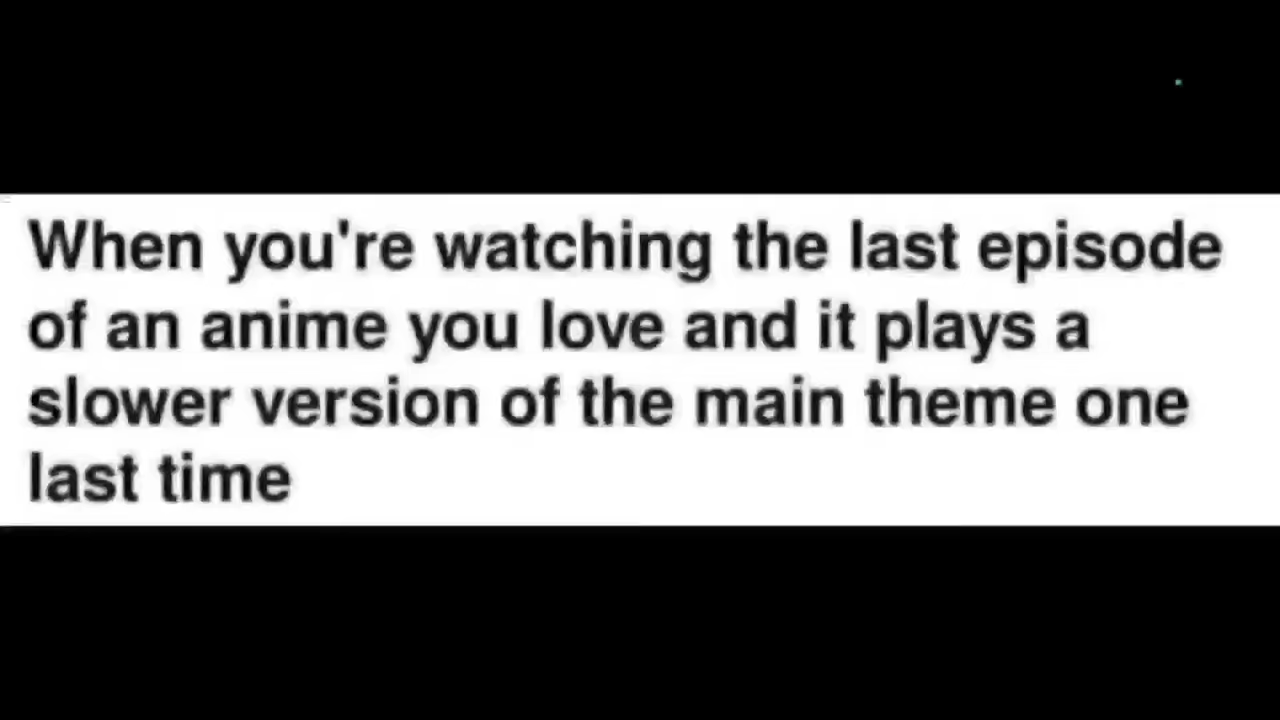 When you're watching the last episode
of an anime you love and it plays a
slower version of the main theme one
last time